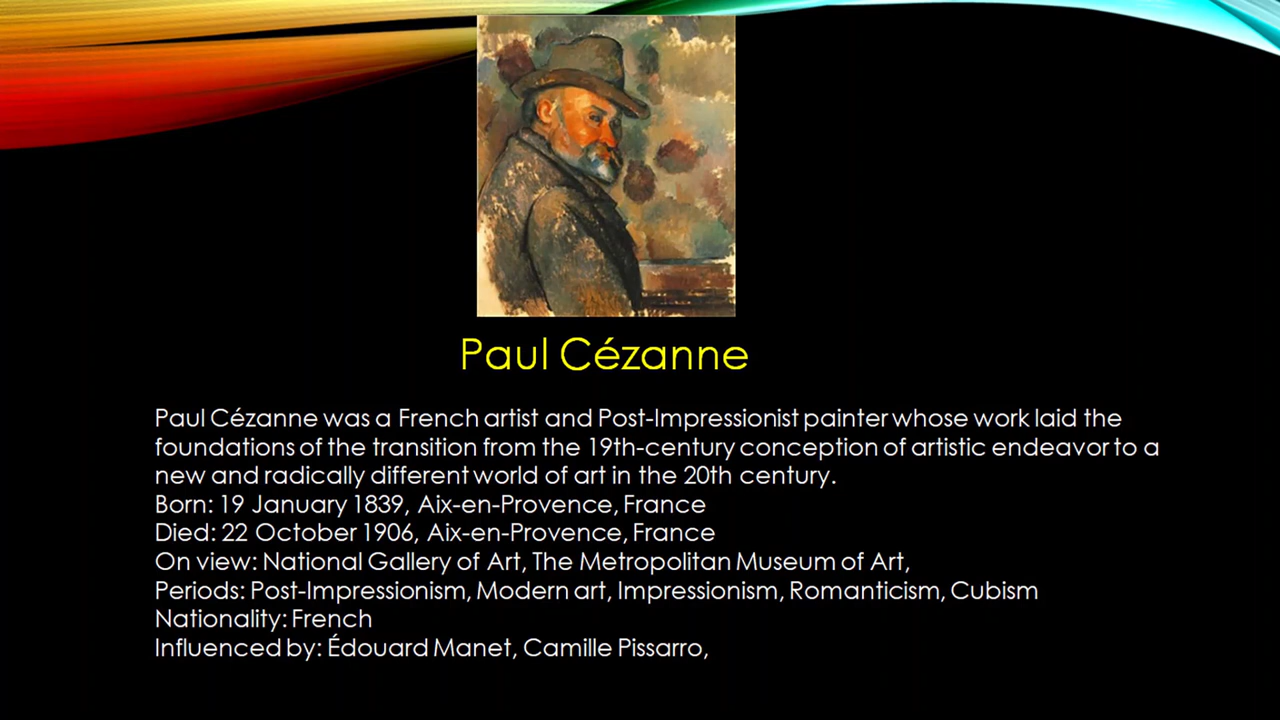 Paul Cézanne
Paul Cézanne was a French artist and Post-Impressionist painter whose work laid the
foundations of the transition from the 19th-century conception of artistic endeavor to a
new and radically different world of art in the 20th century.
Born: 19 January 1839, Aix-en-Provence, France
Died: 22 October 1906, Aix-en-Provence, France
On view: National Gallery of Art, The Metropolitan Museum of Art,
Periods: Post-Impressionism, Modern art, Impressionism, Romanticism, Cubism
Nationality: French
Influenced by: Édouard Manet, Camille Pissarro,